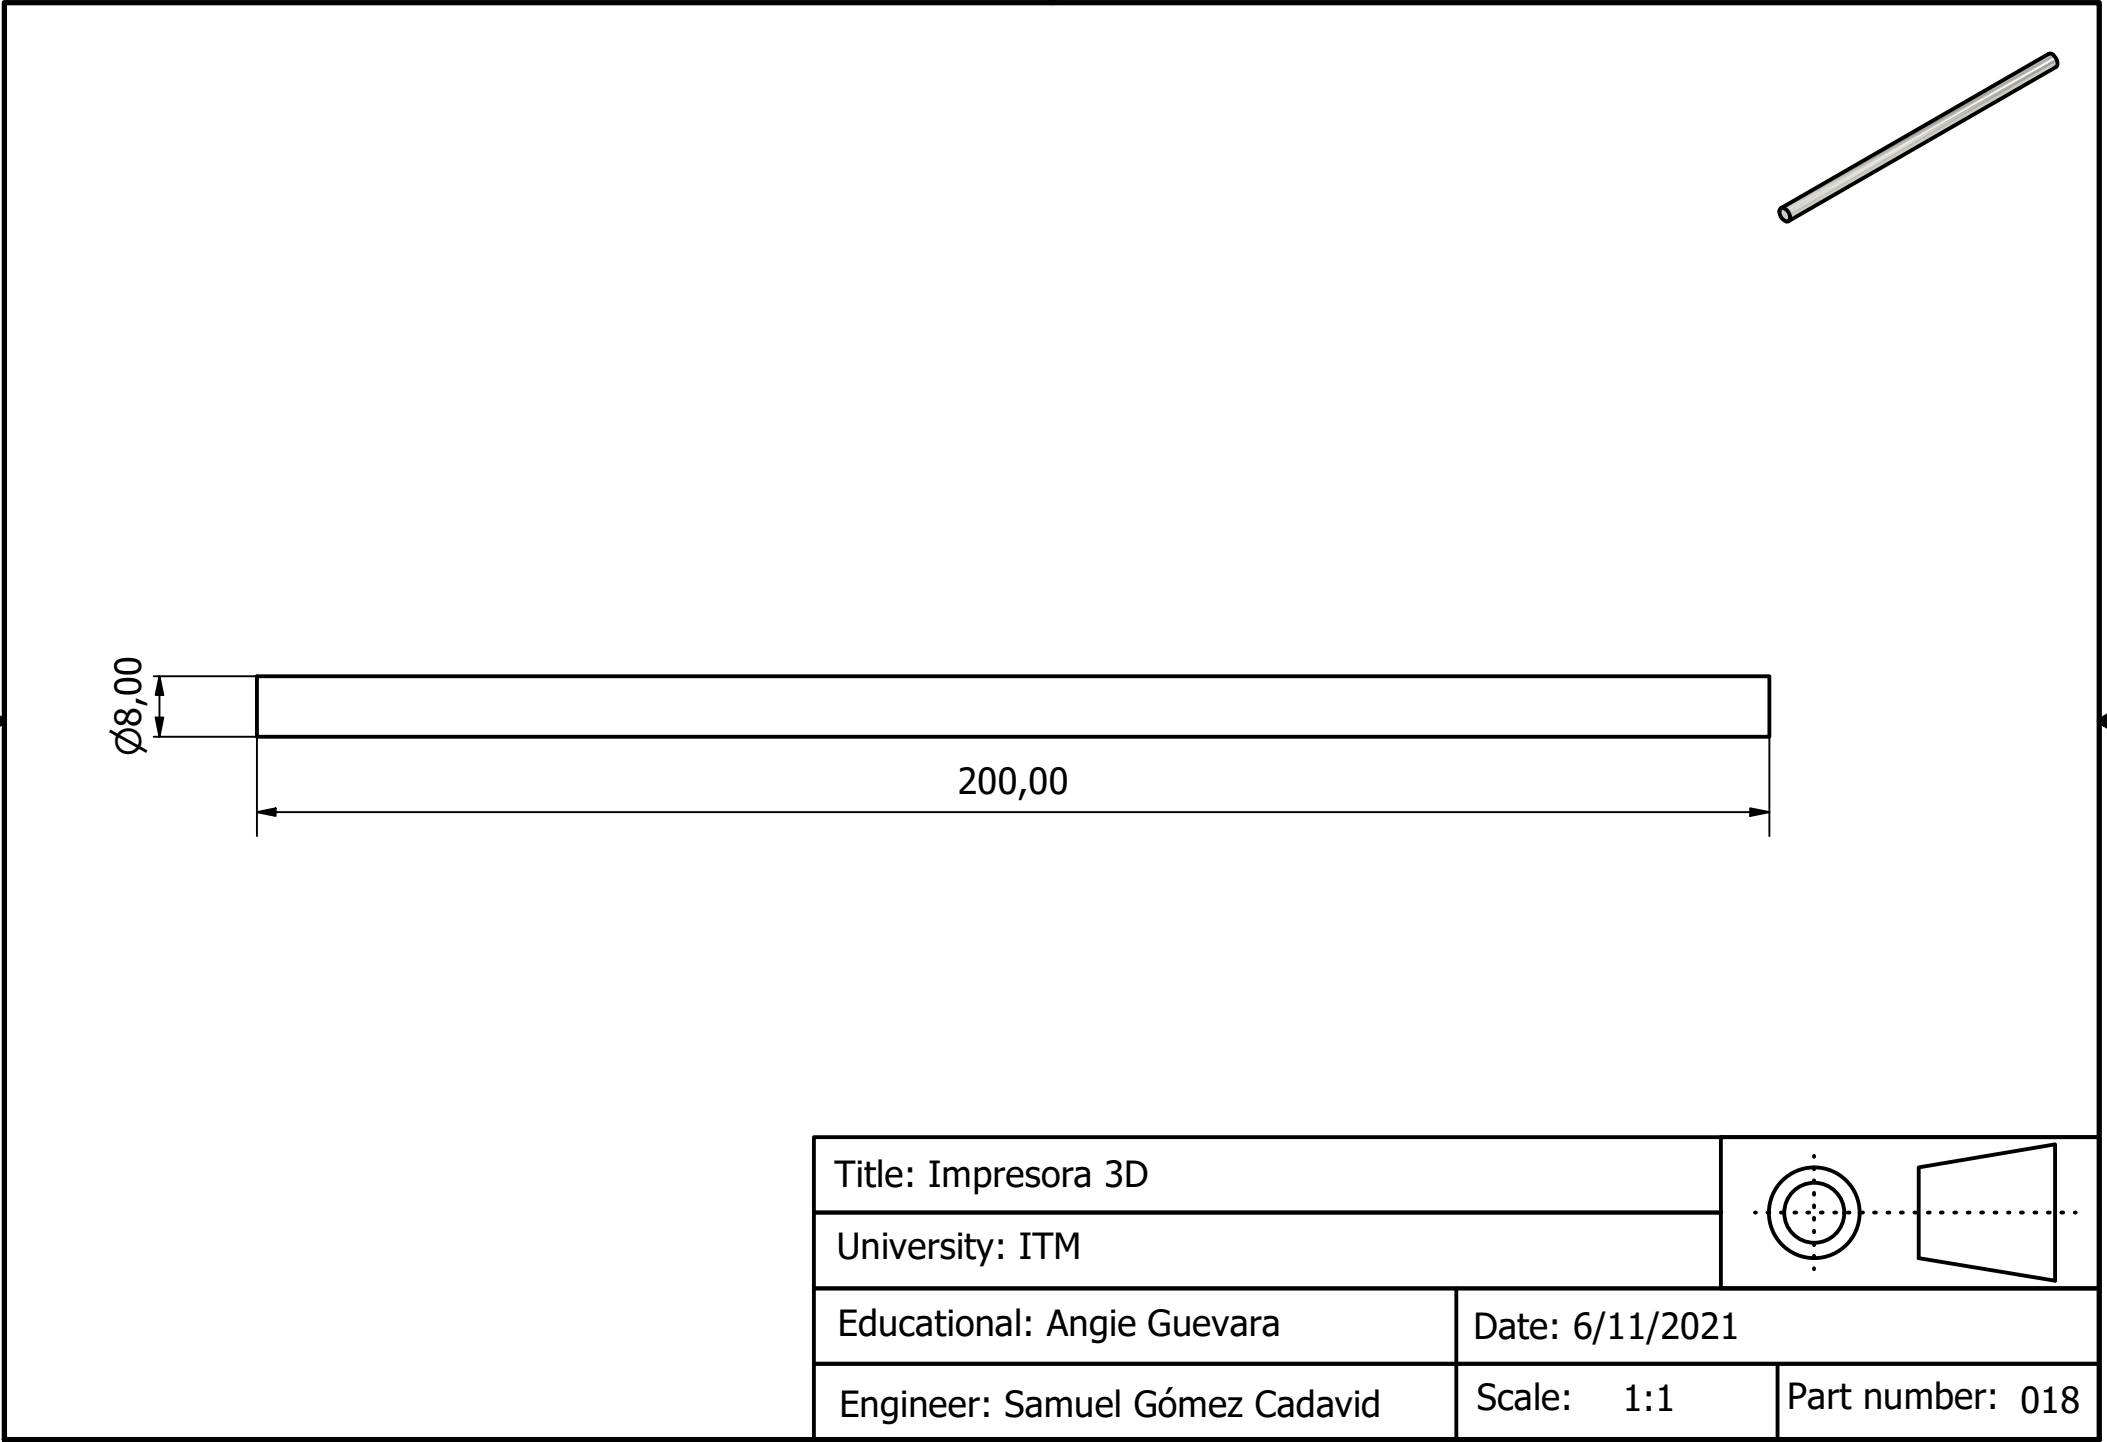 ⌀8,00
200,00
Title: Impresora 3D
University: ITM
Educational: Angie Guevara
Date: 6/11/2021
Engineer: Samuel Gómez Cadavid
Scale: 1:1
Part number: 018